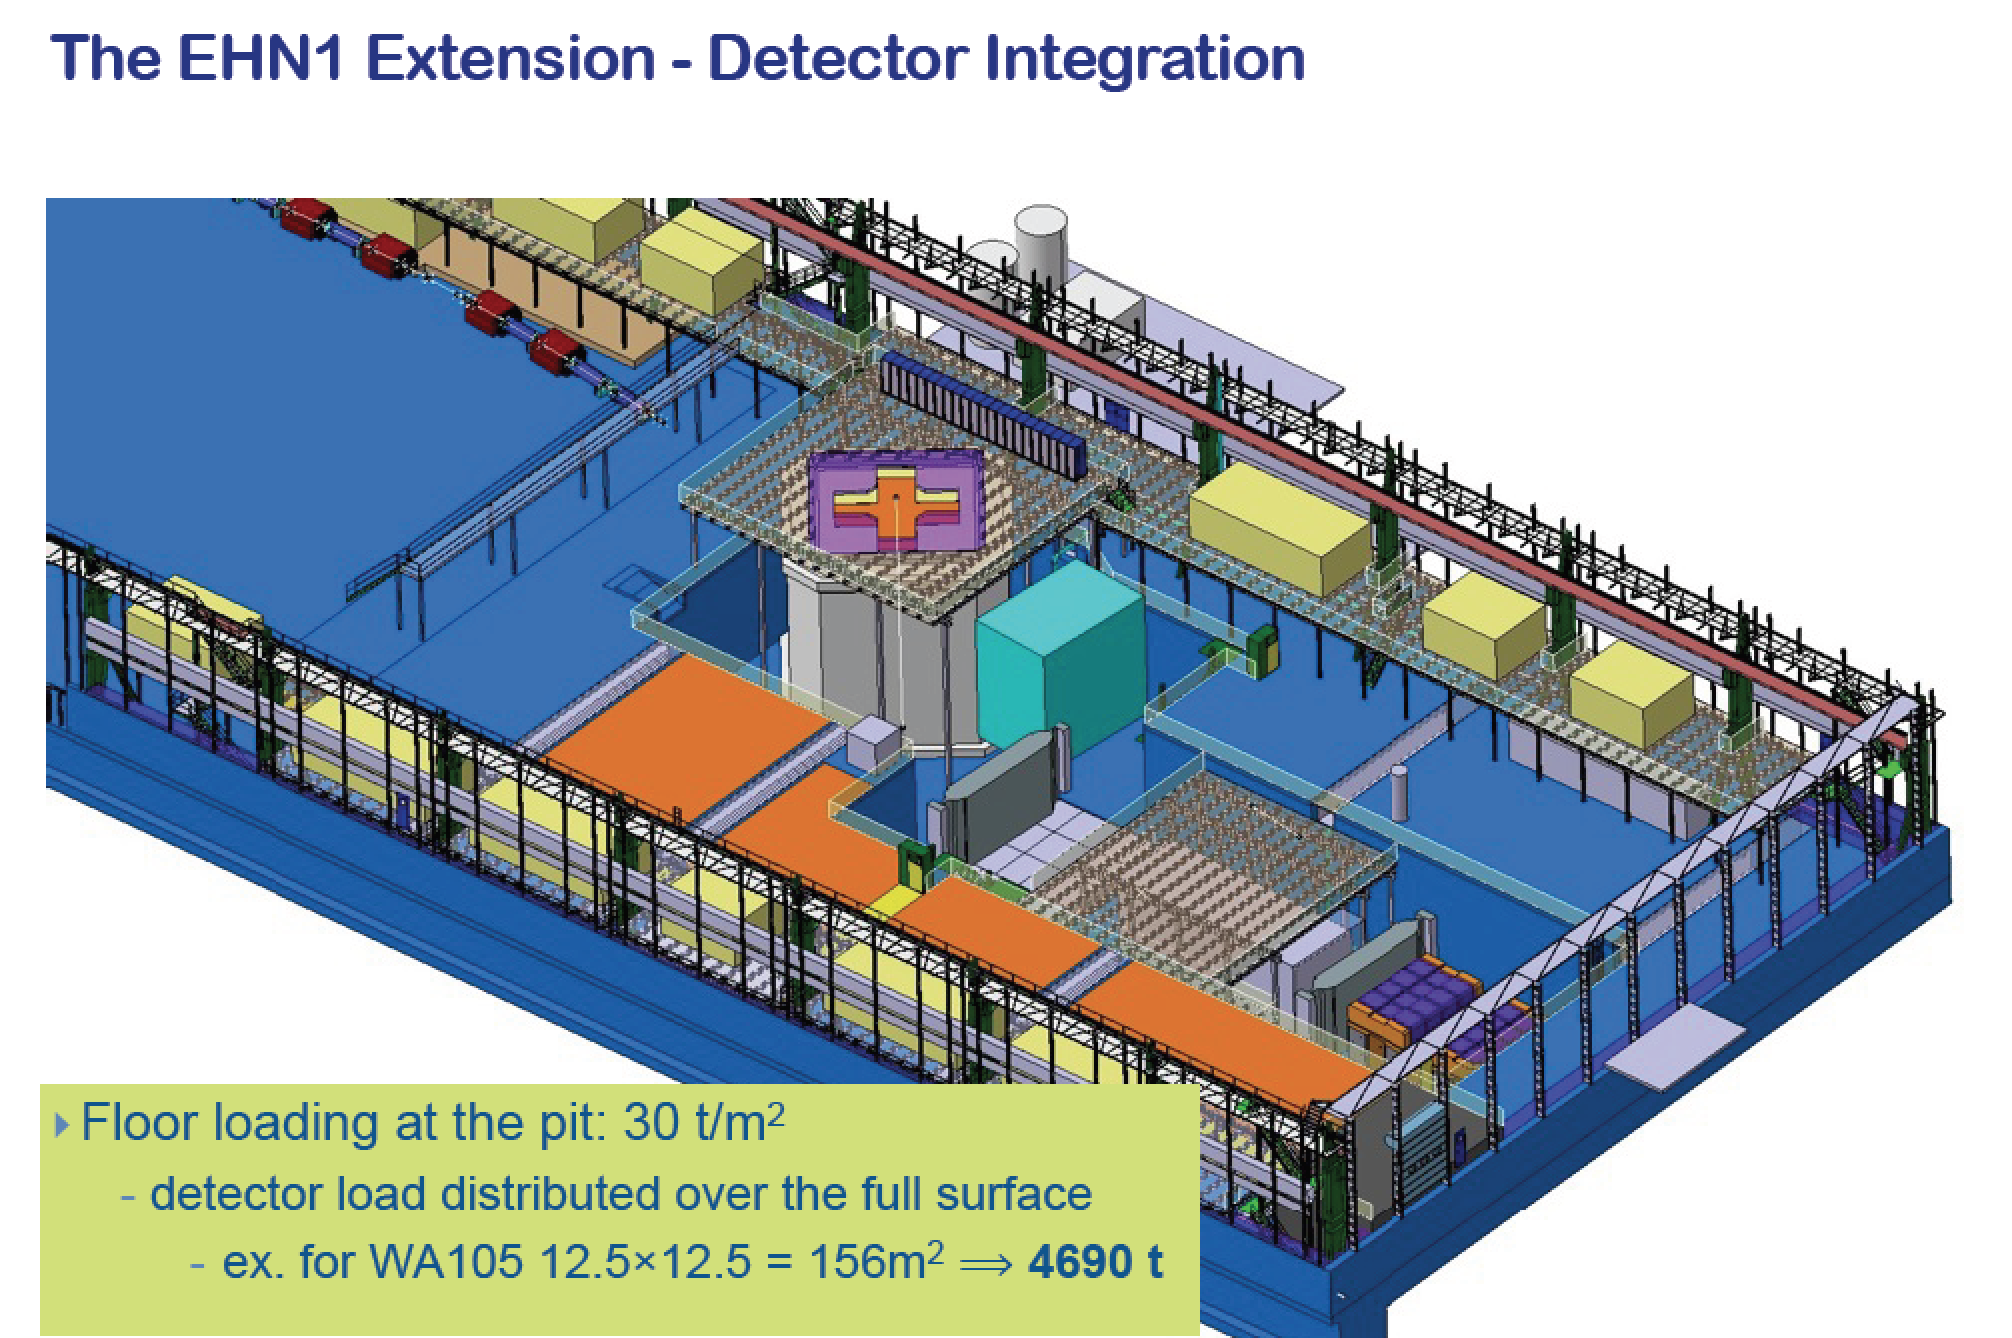 The EHN1 Extension - Detector Integration
Floor loading at the pit: 30 t/m²
- detector load distributed over the full surface
- ex. for WA105 12.5×12.5 = 156m² ⟹ 4690 t